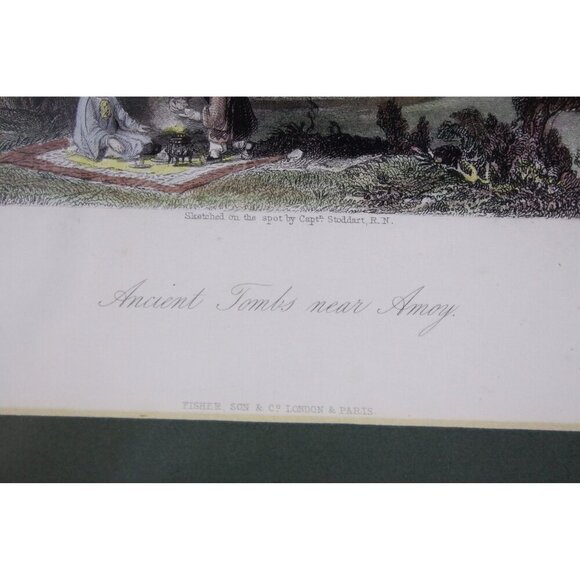 Sketched on the spot by Captn. Stoddart, R.N.
Ancient Tombs near Amoy.
FISHER, SON & Co. LONDON & PARIS